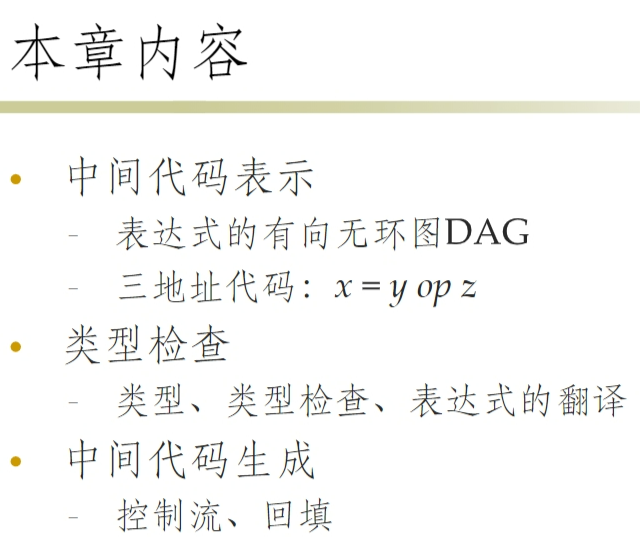 本章内容
• 中间代码表示
– 表达式的有向无环图DAG
– 三地址代码：x = y op z
• 类型检查
– 类型、类型检查、表达式的翻译
• 中间代码生成
– 控制流、回填